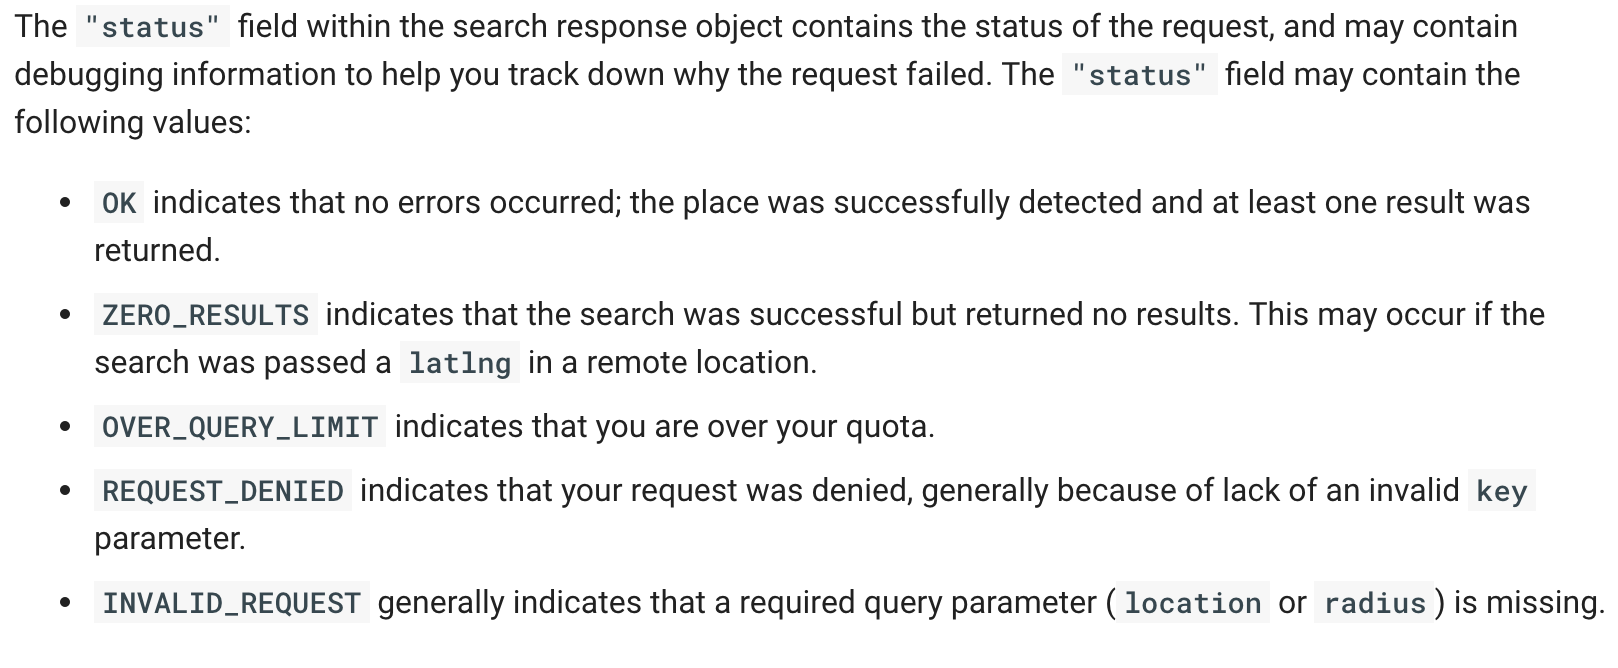 The "status" field within the search response object contains the status of the request, and may contain
debugging information to help you track down why the request failed. The "status" field may contain the
following values:
• OK indicates that no errors occurred; the place was successfully detected and at least one result was
returned.
• ZERO_RESULTS indicates that the search was successful but returned no results. This may occur if the
search was passed a latlng in a remote location.
• OVER_QUERY_LIMIT indicates that you are over your quota.
• REQUEST_DENIED indicates that your request was denied, generally because of lack of an invalid key
parameter.
• INVALID_REQUEST generally indicates that a required query parameter (location or radius) is missing.